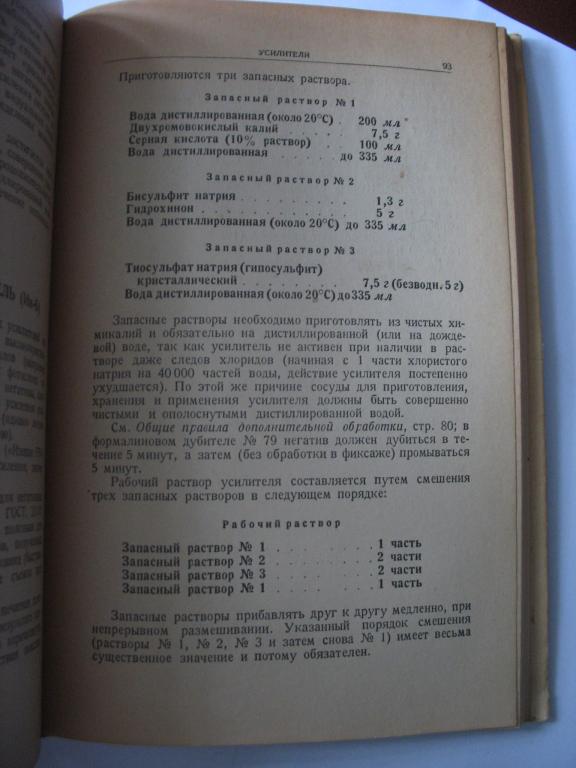 УСИЛИТЕЛИ
93
Приготовляются три запасных раствора.
Запасный раствор № 1
Вода дистиллированная (около 20°С) . 200 мл
Двухромовокислый калий . . . . . 7,5 г
Серная кислота (10% раствор) . . . 100 мл
Вода дистиллированная . . . . . до 335 мл
Запасный раствор № 2
Бисульфит натрия . . . . . . . . . 1,3 г
Гидрохинон . . . . . . . . . . . . 5 г
Вода дистиллированная (около 20°С) до 335 мл
Запасный раствор № 3
Тиосульфат натрия (гипосульфит)
кристаллический . . . . . . 7,5 г (безводн. 5 г)
Вода дистиллированная (около 20°С) до 335 мл
Запасные растворы необходимо приготовлять из чистых хи-
микалий и обязательно на дистиллированной (или на дожде-
вой) воде, так как усилитель не активен при наличии в рас-
творе даже следов хлоридов (начиная с 1 части хлористого
натрия на 40 000 частей воды, действие усилителя постепенно
ухудшается). По этой же причине сосуды для приготовления,
хранения и применения усилителя должны быть совершенно
чистыми и ополоснутыми дистиллированной водой.
См. Общие правила дополнительной обработки, стр. 80; в
формалиновом дубителе № 79 негатив должен дубиться в те-
чение 5 минут, а затем (без обработки в фиксаже) промываться
5 минут.
Рабочий раствор усилителя составляется путем смешения
трех запасных растворов в следующем порядке:
Рабочий раствор
Запасный раствор № 1 . . . . . . . . . 1 часть
Запасный раствор № 2 . . . . . . . . . 2 части
Запасный раствор № 3 . . . . . . . . . 2 части
Запасный раствор № 1 . . . . . . . . . 1 часть
Запасные растворы прибавлять друг к другу медленно, при
непрерывном размешивании. Указанный порядок смешения
(растворы № 1, № 2, № 3 и затем снова № 1) имеет весьма
существенное значение и потому обязателен.